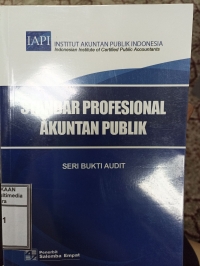 IAPI
INSTITUT AKUNTAN PUBLIK INDONESIA
Indonesian Institute of Certified Public Accountants
STANDAR PROFESIONAL
AKUNTAN PUBLIK
SERI BUKTI AUDIT
Penerbit
Salemba Empat